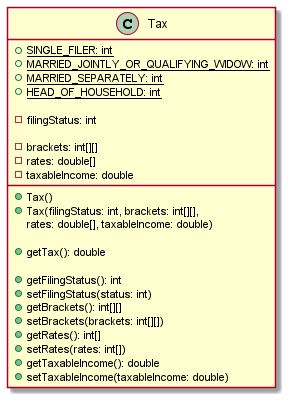 C Tax
SINGLE_FILER: int
MARRIED_JOINTLY_OR_QUALIFYING_WIDOW: int
MARRIED_SEPARATELY: int
HEAD_OF_HOUSEHOLD: int
filingStatus: int
brackets: int[][]
rates: double[]
taxableIncome: double
Tax()
Tax(filingStatus: int, brackets: int[][],
rates: double[], taxableIncome: double)
getTax(): double
getFilingStatus(): int
setFilingStatus(status: int)
getBrackets(): int[][]
setBrackets(brackets: int[][])
getRates(): int[]
setRates(rates: int[])
getTaxableIncome(): double
setTaxableIncome(taxableIncome: double)